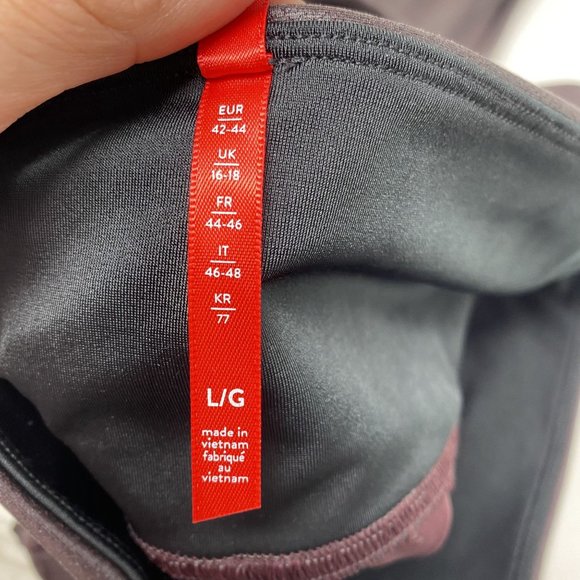 EUR
42-44
UK
16-18
FR
44-46
IT
46-48
KR
77
L/G
made in
vietnam
fabriqué
au
vietnam